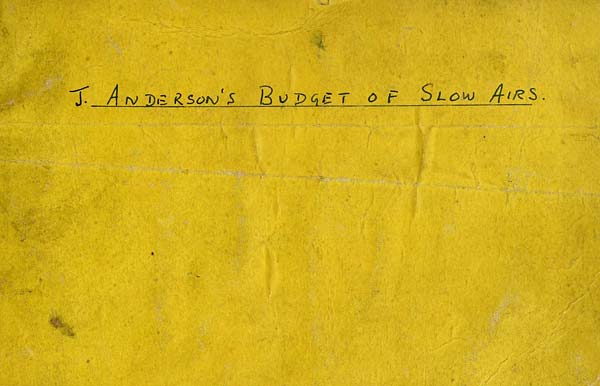 J. ANDERSON'S BUDGET OF SLOW AIRS.